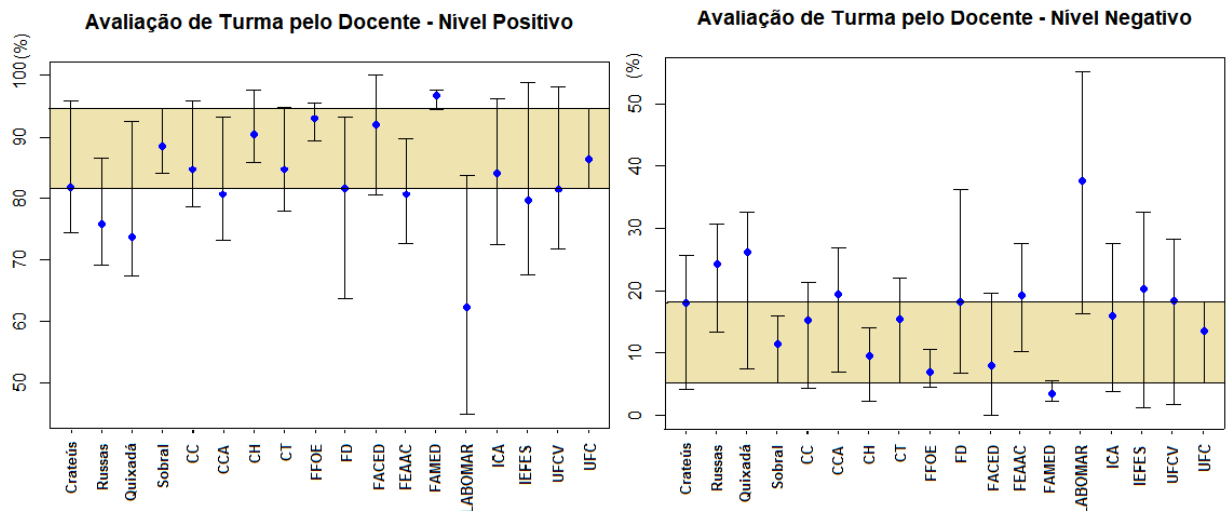 Avaliação de Turma pelo Docente - Nivel Positivo
(%)
100
90
80
70
60
50
Crateús
Russas
Quixadá
Sobral
CC
CCA
CH
CT
FFOE
FD
FACED
FEAAC
FAMED
LABOMAR
ICA
IEFES
UFCV
UFC
Avaliação de Turma pelo Docente - Nível Negativo
(%)
50
40
30
20
10
0
Crateús
Russas
Quixadá
Sobral
CC
CCA
CH
CT
FFOE
FD
FACED
FEAAC
FAMED
LABOMAR
ICA
IEFES
UFCV
UFC